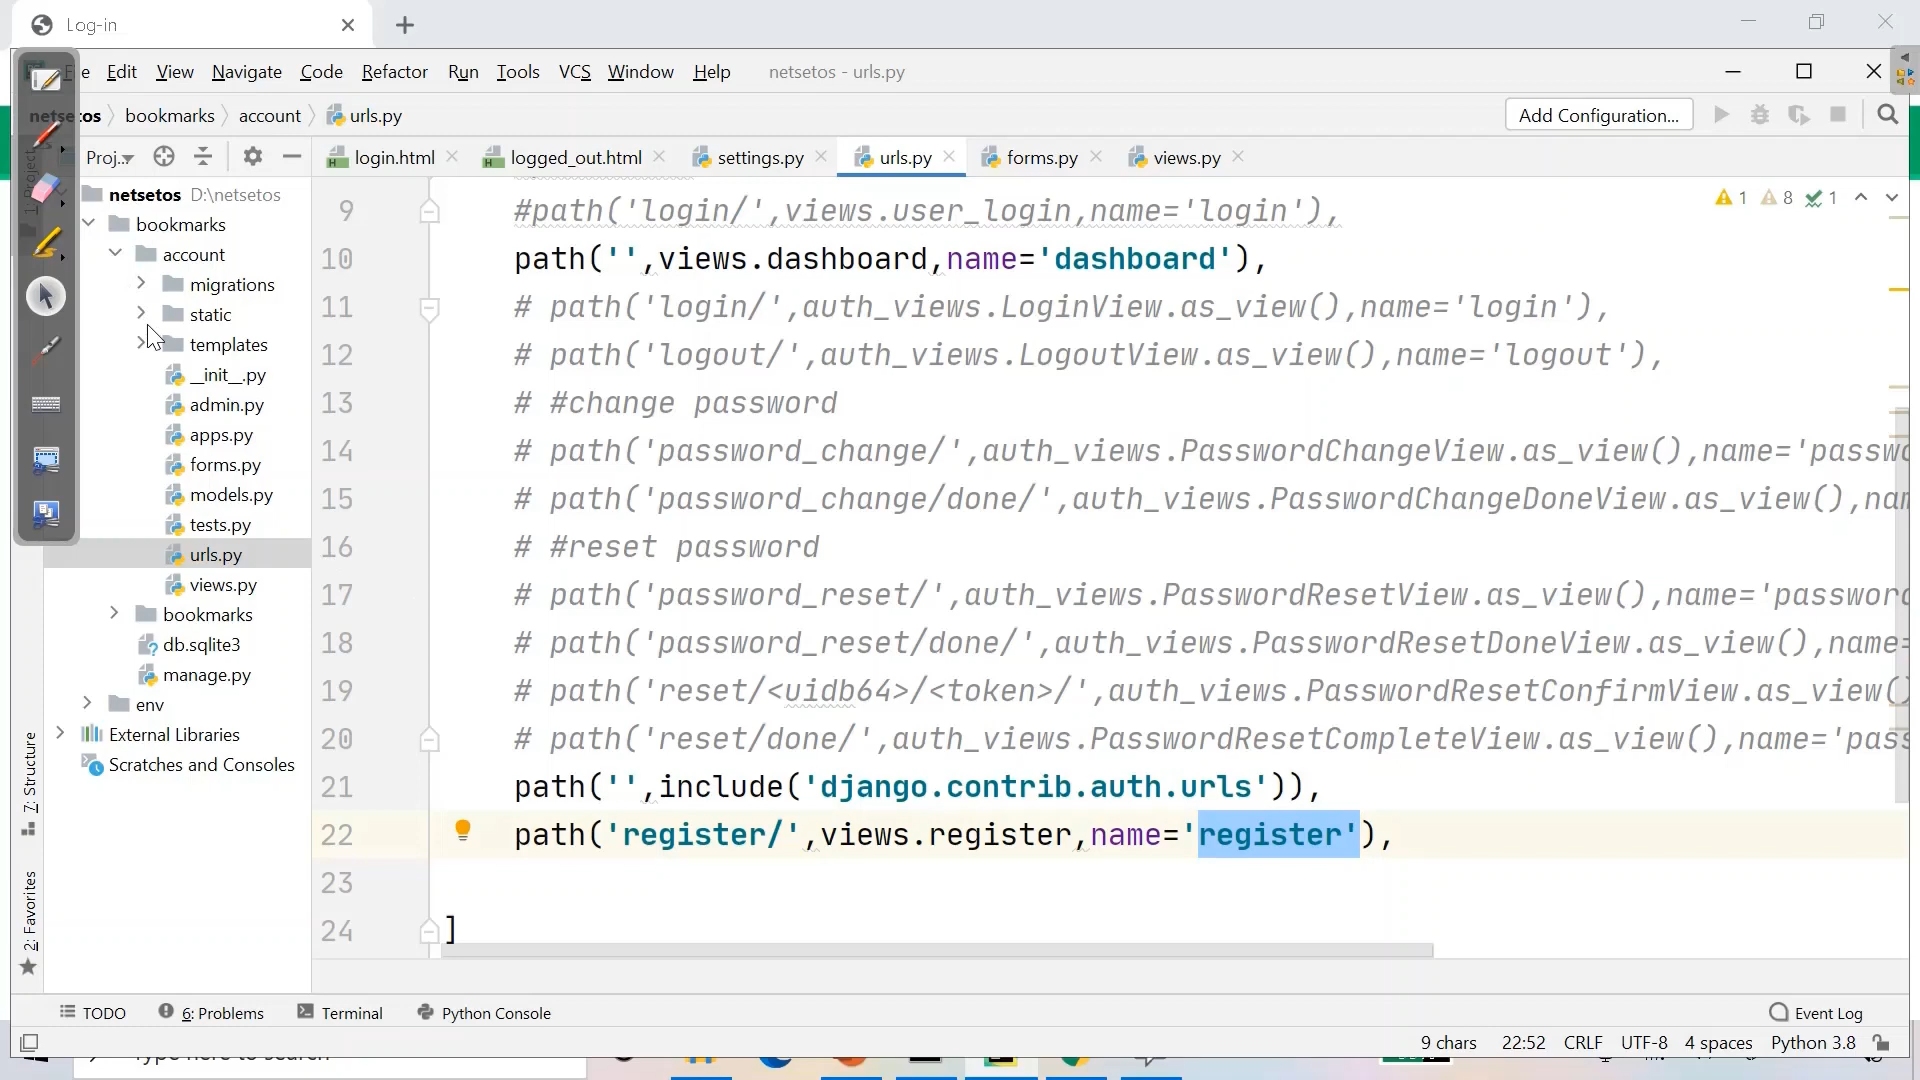 Log-in
Edit View Navigate Code Refactor Run Tools VCS Window Help netsetos - urls.py
netsetos bookmarks account urls.py Add Configuration...
Proj... login.html logged_out.html settings.py urls.py forms.py views.py
1: Project
netsetos D:\netsetos
bookmarks
account
migrations
static
templates
__init__.py
admin.py
apps.py
forms.py
models.py
tests.py
urls.py
views.py
bookmarks
db.sqlite3
manage.py
env
External Libraries
Scratches and Consoles
7: Structure
2: Favorites
1 8 1
9 #path('login/',views.user_login,name='login'),
10 path('',views.dashboard,name='dashboard'),
11 # path('login/',auth_views.LoginView.as_view(),name='login'),
12 # path('logout/',auth_views.LogoutView.as_view(),name='logout'),
13 # #change password
14 # path('password_change/',auth_views.PasswordChangeView.as_view(),name='passw
15 # path('password_change/done/',auth_views.PasswordChangeDoneView.as_view(),na
16 # #reset password
17 # path('password_reset/',auth_views.PasswordResetView.as_view(),name='password
18 # path('password_reset/done/',auth_views.PasswordResetDoneView.as_view(),name=
19 # path('reset/<uidb64>/<token>/',auth_views.PasswordResetConfirmView.as_view()
20 # path('reset/done/',auth_views.PasswordResetCompleteView.as_view(),name='pas
21 path('',include('django.contrib.auth.urls')),
22 path('register/',views.register,name='register'),
23
24 ]
TODO 6: Problems Terminal Python Console Event Log
9 chars 22:52 CRLF UTF-8 4 spaces Python 3.8
Type here to search